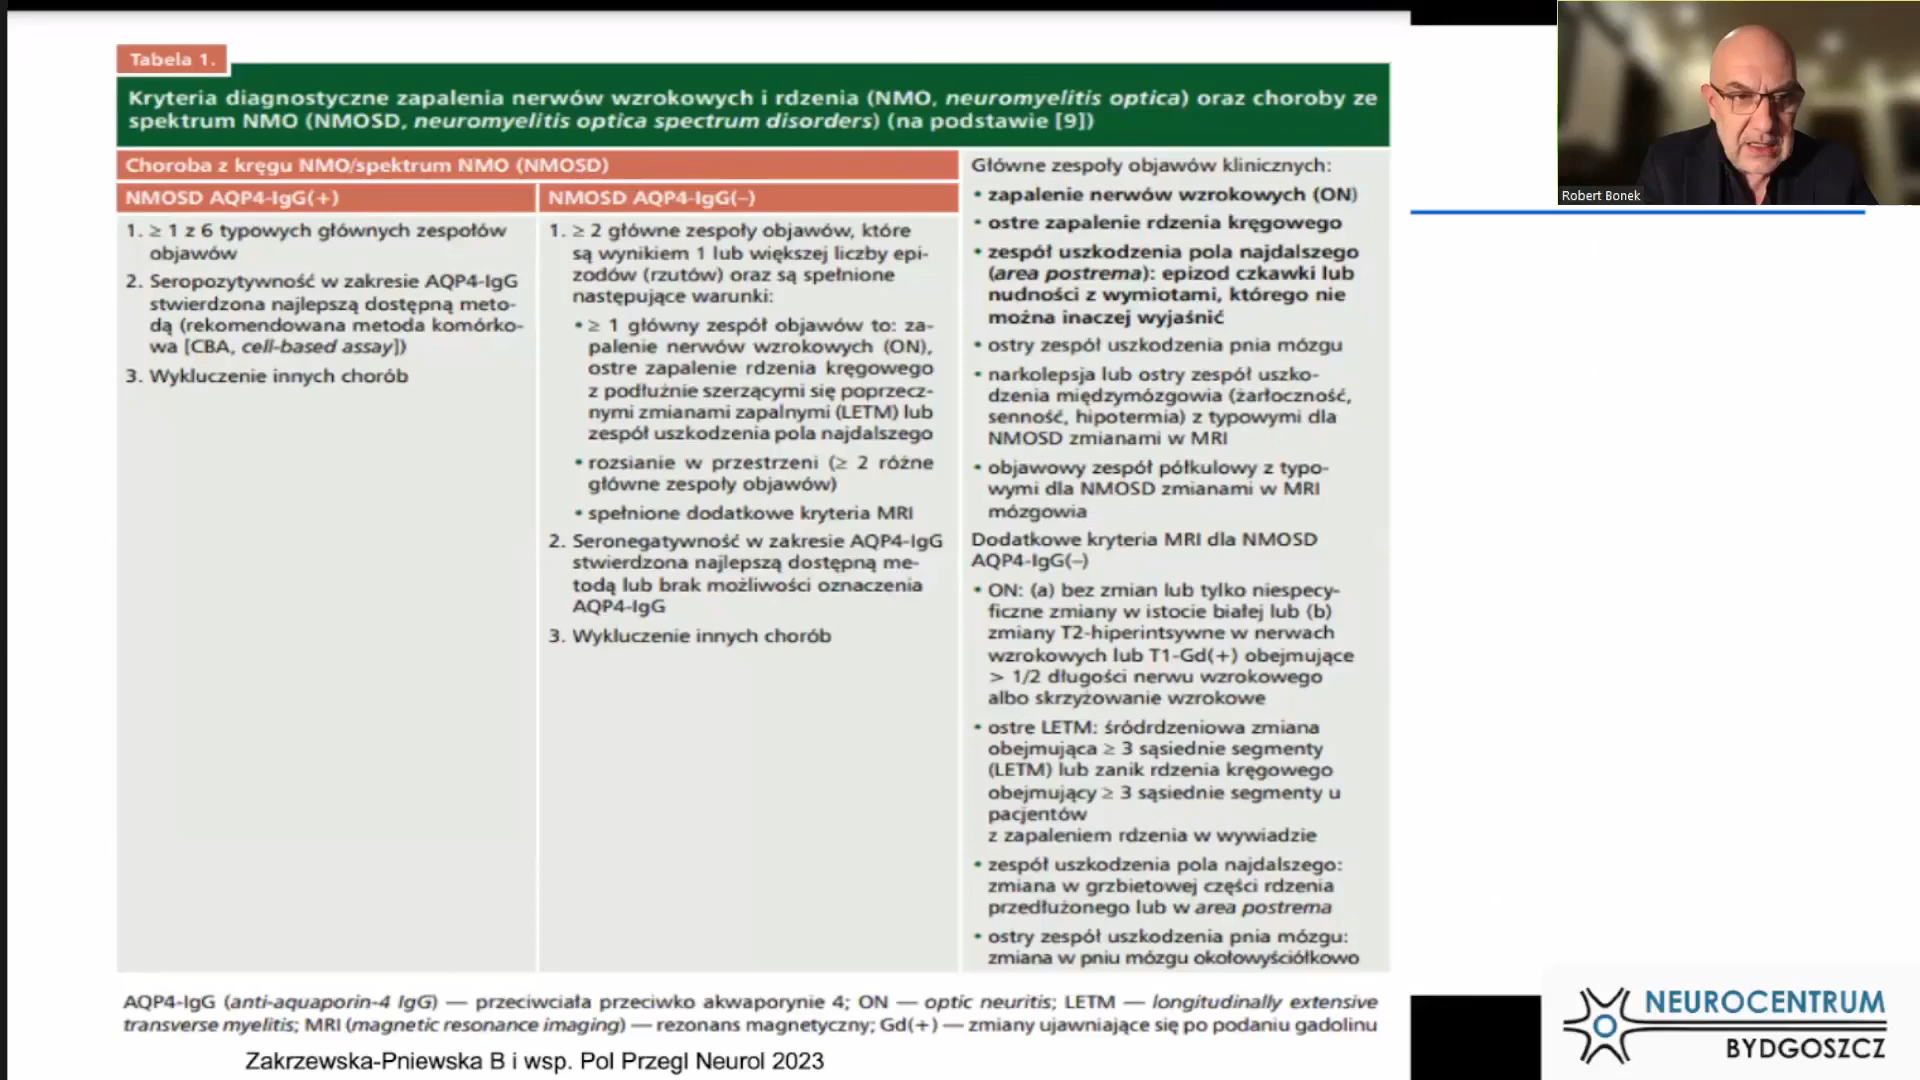 Tabela 1.
Kryteria diagnostyczne zapalenia nerwów wzrokowych i rdzenia (NMO, neuromyelitis optica) oraz choroby ze
spektrum NMO (NMOSD, neuromyelitis optica spectrum disorders) (na podstawie [9])
Choroba z kręgu NMO/spektrum NMO (NMOSD)
NMOSD AQP4-IgG(+)
1. ≥ 1 z 6 typowych głównych zespołów
objawów
2. Seropozytywność w zakresie AQP4-IgG
stwierdzona najlepszą dostępną meto-
dą (rekomendowana metoda komórko-
wa [CBA, cell-based assay])
3. Wykluczenie innych chorób
NMOSD AQP4-IgG(–)
1. ≥ 2 główne zespoły objawów, które
są wynikiem 1 lub większej liczby epi-
zodów (rzutów) oraz są spełnione
następujące warunki:
• ≥ 1 główny zespół objawów to: za-
palenie nerwów wzrokowych (ON),
ostre zapalenie rdzenia kręgowego
z podłużnie szerzącymi się poprzecz-
nymi zmianami zapalnymi (LETM) lub
zespół uszkodzenia pola najdalszego
• rozsianie w przestrzeni (≥ 2 różne
główne zespoły objawów)
• spełnione dodatkowe kryteria MRI
2. Seronegatywność w zakresie AQP4-IgG
stwierdzona najlepszą dostępną me-
todą lub brak możliwości oznaczenia
AQP4-IgG
3. Wykluczenie innych chorób
Główne zespoły objawów klinicznych:
• zapalenie nerwów wzrokowych (ON)
• ostre zapalenie rdzenia kręgowego
• zespół uszkodzenia pola najdalszego
(area postrema): epizod czkawki lub
nudności z wymiotami, którego nie
można inaczej wyjaśnić
• ostry zespół uszkodzenia pnia mózgu
• narkolepsja lub ostry zespół uszko-
dzenia międzymózgowia (żarłoczność,
senność, hipotermia) z typowymi dla
NMOSD zmianami w MRI
• objawowy zespół półkulowy z typo-
wymi dla NMOSD zmianami w MRI
mózgowia
Dodatkowe kryteria MRI dla NMOSD
AQP4-IgG(–)
• ON: (a) bez zmian lub tylko niespecy-
ficzne zmiany w istocie białej lub (b)
zmiany T2-hiperintsywne w nerwach
wzrokowych lub T1-Gd(+) obejmujące
> 1/2 długości nerwu wzrokowego
albo skrzyżowanie wzrokowe
• ostre LETM: śródrdzeniowa zmiana
obejmująca ≥ 3 sąsiednie segmenty
(LETM) lub zanik rdzenia kręgowego
obejmujący ≥ 3 sąsiednie segmenty u
pacjentów
z zapaleniem rdzenia w wywiadzie
• zespół uszkodzenia pola najdalszego:
zmiana w grzbietowej części rdzenia
przedłużonego lub w area postrema
• ostry zespół uszkodzenia pnia mózgu:
zmiana w pniu mózgu okołowyściółkowo
AQP4-IgG (anti-aquaporin-4 IgG) — przeciwciała przeciwko akwaporynie 4; ON — optic neuritis; LETM — longitudinally extensive
transverse myelitis; MRI (magnetic resonance imaging) — rezonans magnetyczny; Gd(+) — zmiany ujawniające się po podaniu gadolinu
Zakrzewska-Pniewska B i wsp. Pol Przegl Neurol 2023
Robert Bonek
NEUROCENTRUM
BYDGOSZCZ